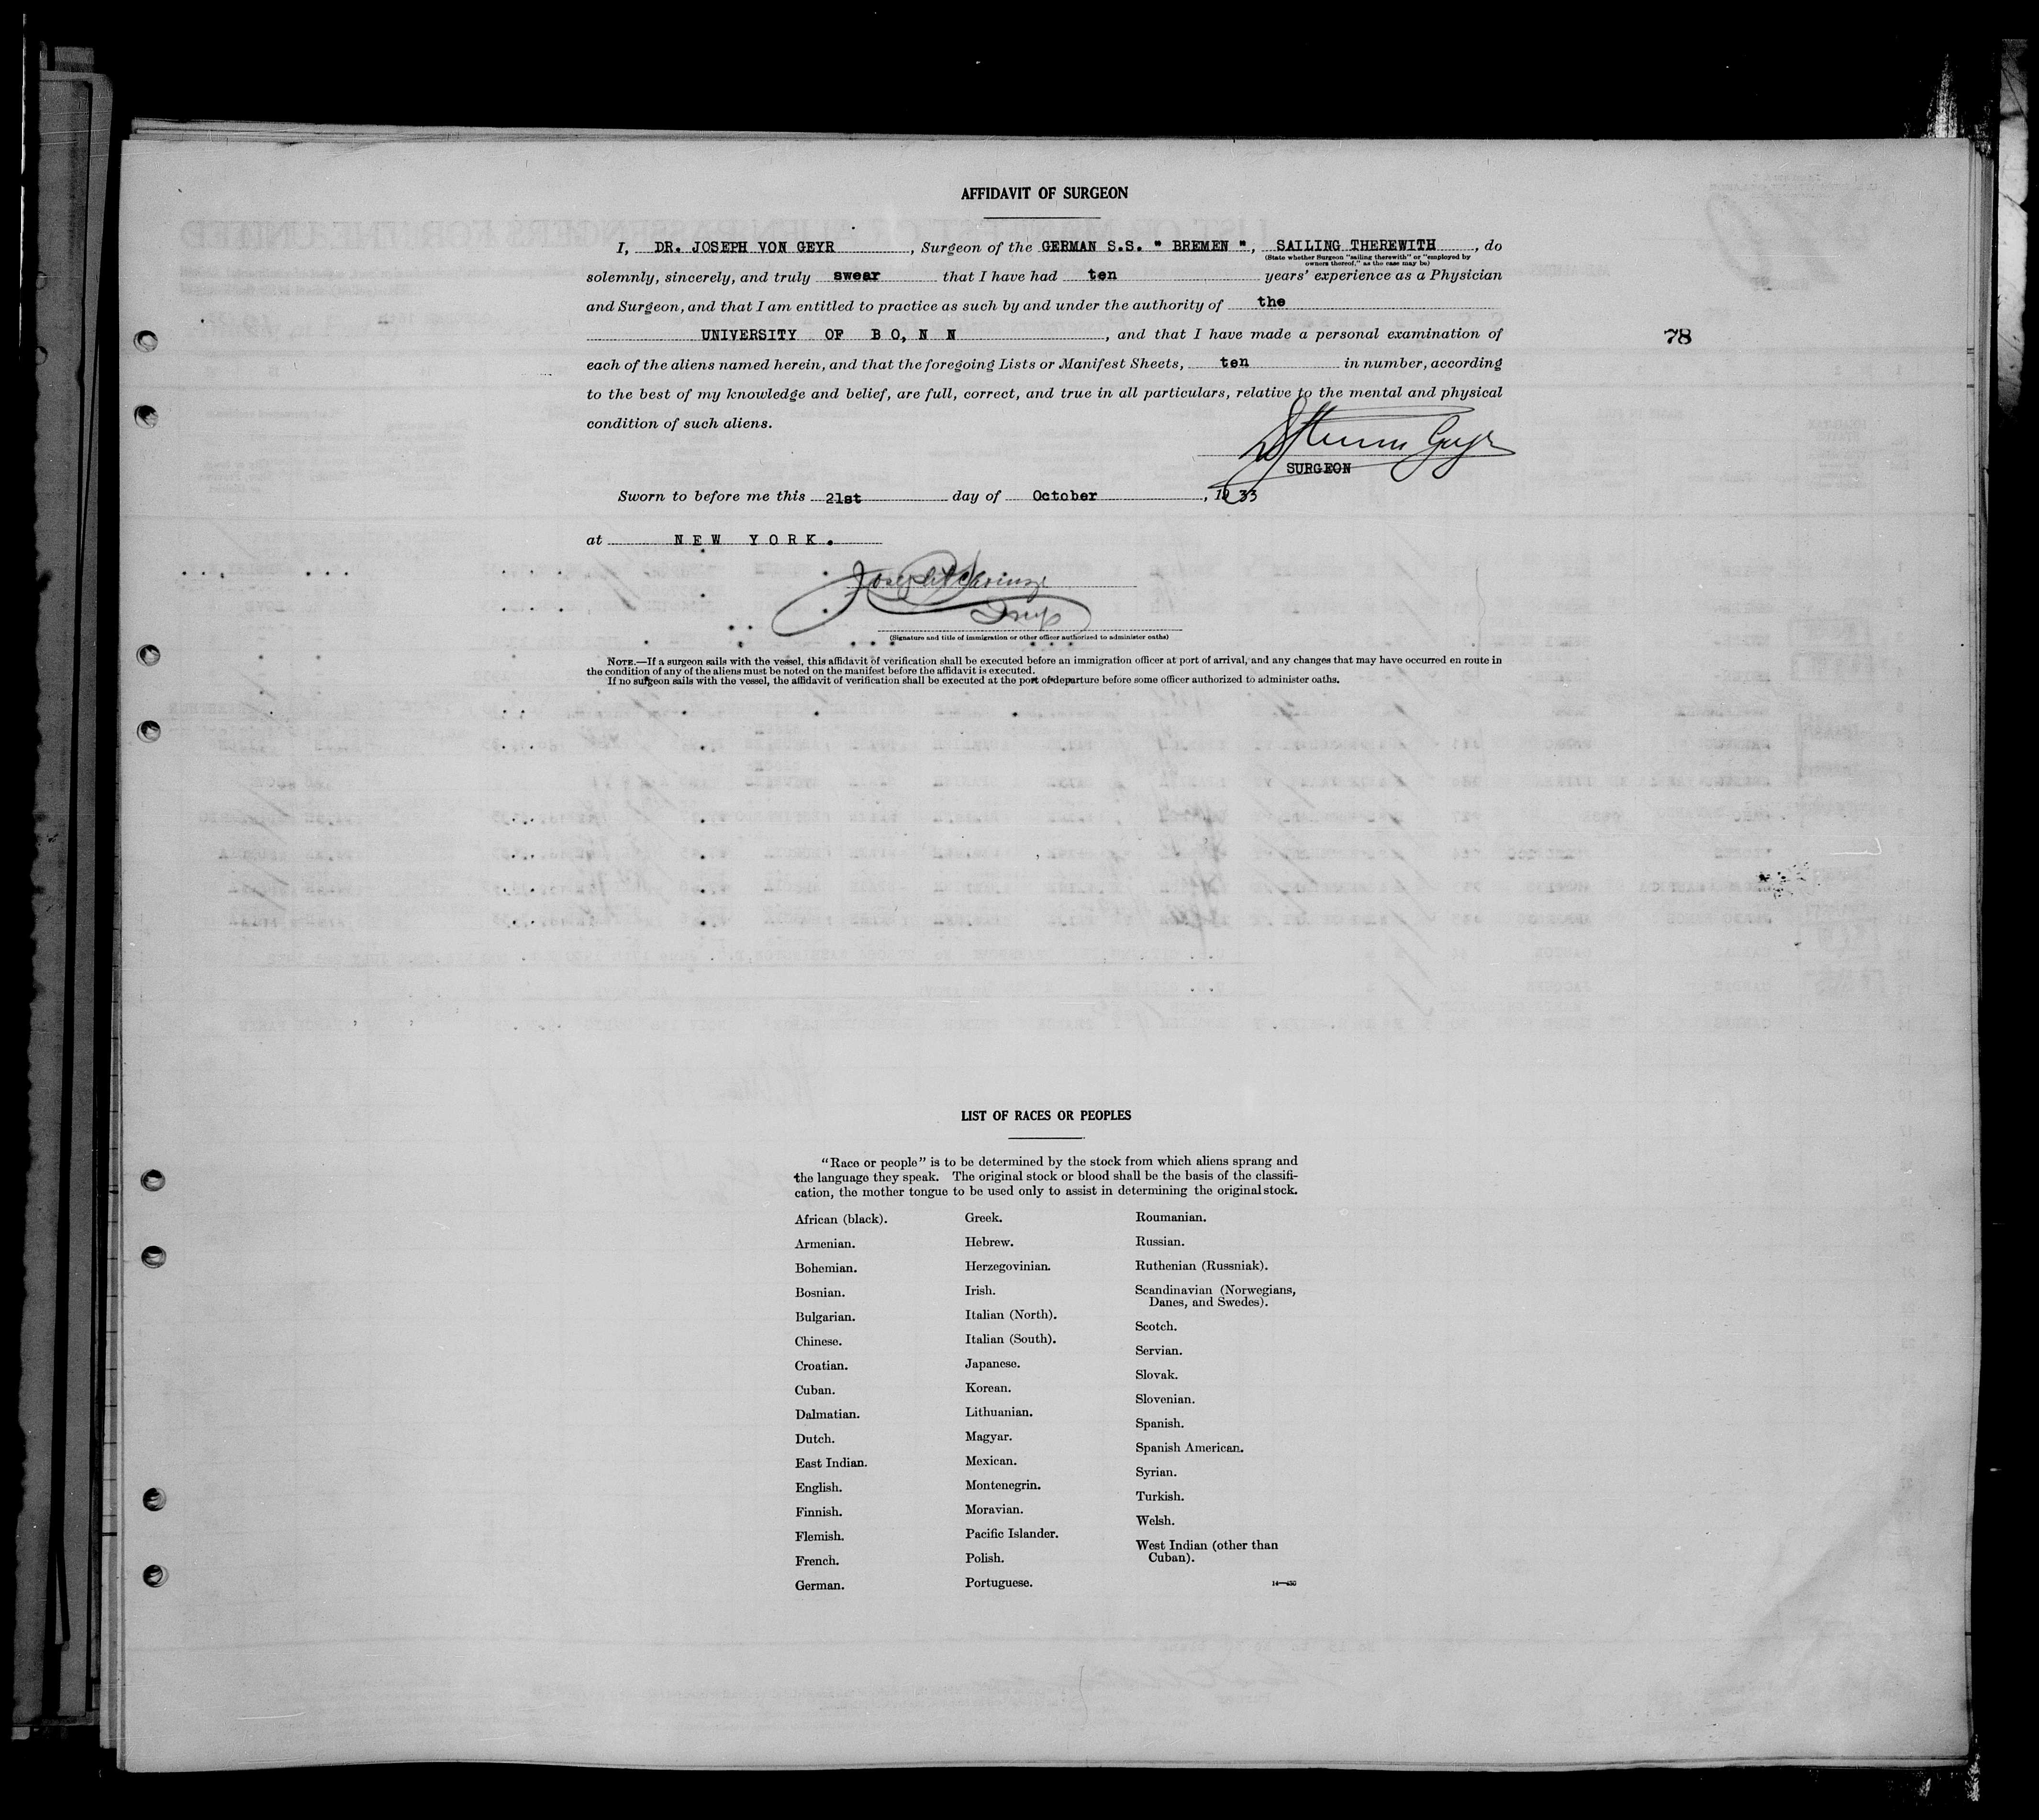 AFFIDAVIT OF SURGEON
I, DR. JOSEPH VON GEYR, Surgeon of the GERMAN S.S. " BREMEN ", SAILING THEREWITH, do
(State whether Surgeon "sailing therewith" or "employed by
owners thereof," as the case may be)
solemnly, sincerely, and truly swear that I have had ten years' experience as a Physician
and Surgeon, and that I am entitled to practice as such by and under the authority of the
UNIVERSITY OF B O, N N, and that I have made a personal examination of
78
each of the aliens named herein, and that the foregoing Lists or Manifest Sheets, ten in number, according
to the best of my knowledge and belief, are full, correct, and true in all particulars, relative to the mental and physical
condition of such aliens.
SURGEON
Sworn to before me this 21st day of October, 1933
at NEW YORK.
Joseph
Insp
(Signature and title of immigration or other officer authorized to administer oaths)
NOTE.—If a surgeon sails with the vessel, this affidavit of verification shall be executed before an immigration officer at port of arrival, and any changes that may have occurred en route in
the condition of any of the aliens must be noted on the manifest before the affidavit is executed.
If no surgeon sails with the vessel, the affidavit of verification shall be executed at the port of departure before some officer authorized to administer oaths.
LIST OF RACES OR PEOPLES
"Race or people" is to be determined by the stock from which aliens sprang and
the language they speak. The original stock or blood shall be the basis of the classifi-
cation, the mother tongue to be used only to assist in determining the original stock.
African (black).
Armenian.
Bohemian.
Bosnian.
Bulgarian.
Chinese.
Croatian.
Cuban.
Dalmatian.
Dutch.
East Indian.
English.
Finnish.
Flemish.
French.
German.
Greek.
Hebrew.
Herzegovinian.
Irish.
Italian (North).
Italian (South).
Japanese.
Korean.
Lithuanian.
Magyar.
Mexican.
Montenegrin.
Moravian.
Pacific Islander.
Polish.
Portuguese.
Roumanian.
Russian.
Ruthenian (Russniak).
Scandinavian (Norwegians,
Danes, and Swedes).
Scotch.
Servian.
Slovak.
Slovenian.
Spanish.
Spanish American.
Syrian.
Turkish.
Welsh.
West Indian (other than
Cuban).
14—430